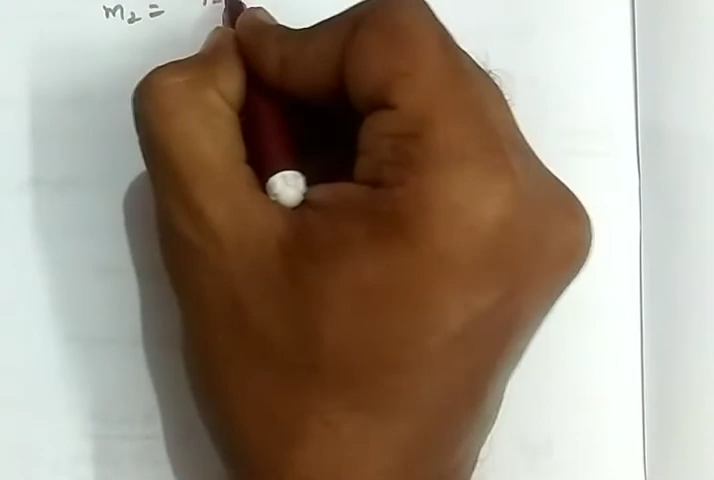 m₂ =